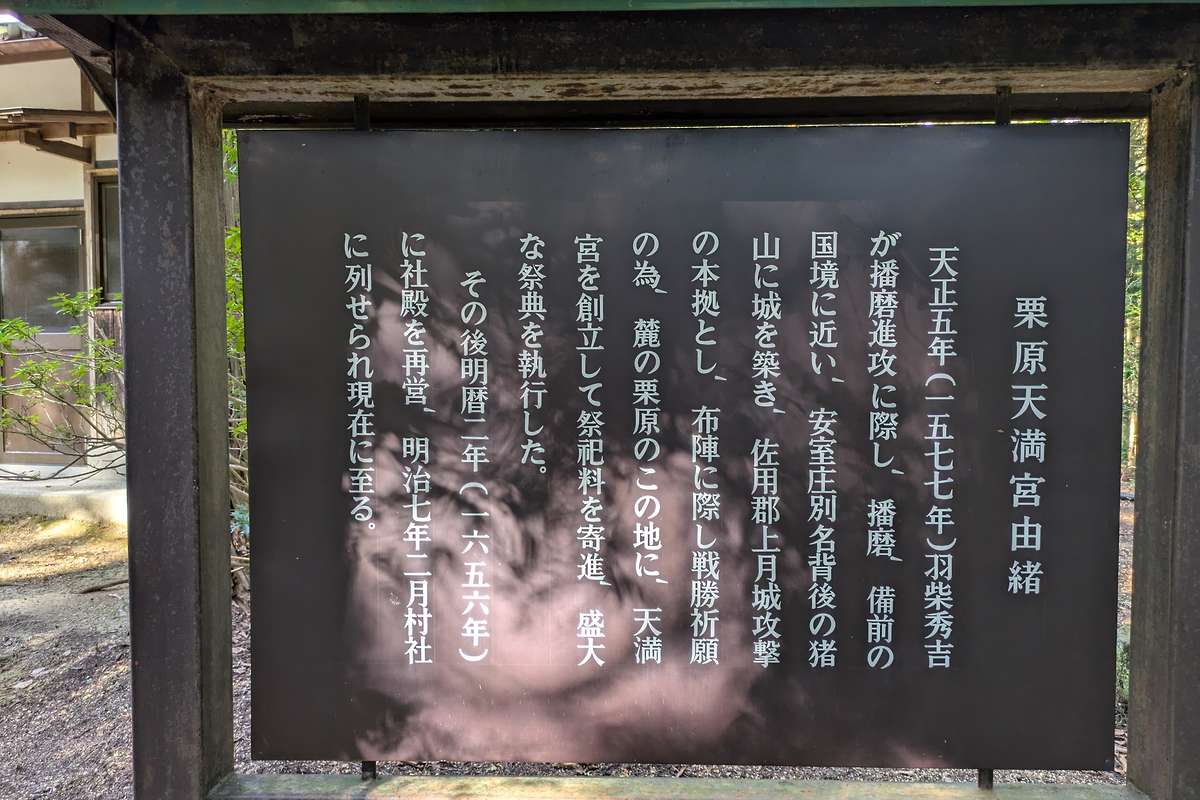 栗原天満宮由緒
天正五年(一五七七年)羽柴秀吉
が播磨進攻に際し、播磨、備前の
国境に近い、安室庄別名背後の猪
山に城を築き、佐用郡上月城攻撃
の本拠とし、布陣に際し戦勝祈願
の為、麓の栗原のこの地に、天満
宮を創立して祭祀料を寄進、盛大
な祭典を執行した。
その後明暦二年(一六五六年)
に社殿を再営、明治七年二月村社
に列せられ現在に至る。